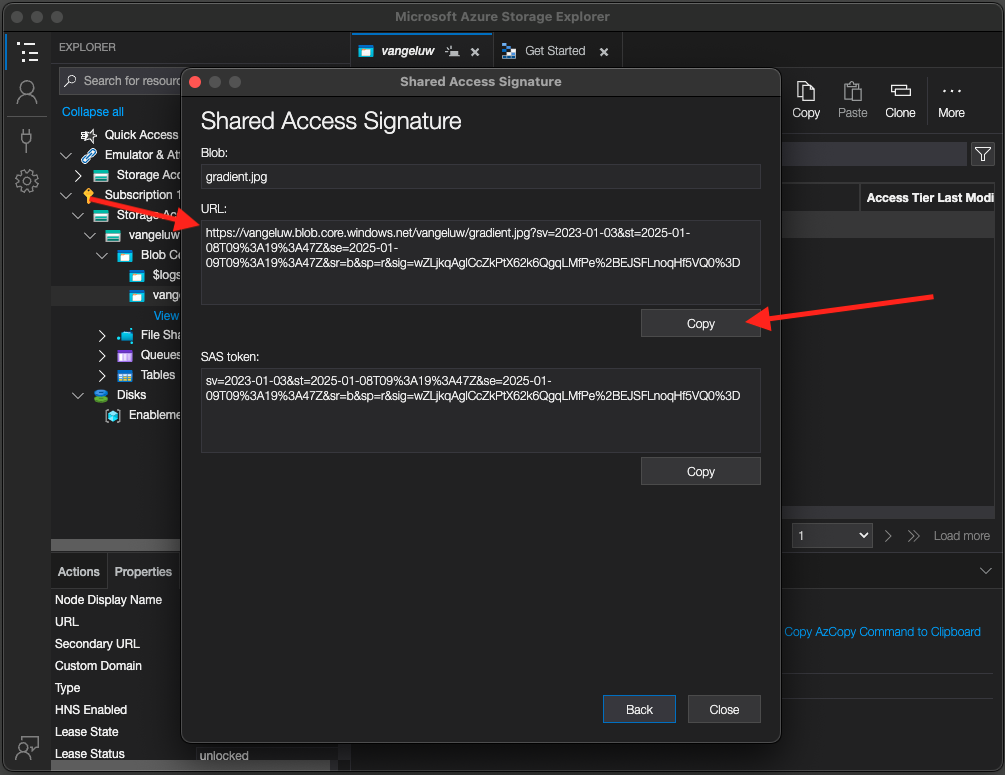 Microsoft Azure Storage Explorer
EXPLORER
vangeluw
Get Started
Search for resourc
Collapse all
Quick Access
Emulator & Att
Storage Acc
Subscription 1
Storage Acc
vangeluw
Blob Co
$logs
vange
View
File Sha
Queues
Tables
Disks
Enableme
Shared Access Signature
Shared Access Signature
Blob:
gradient.jpg
URL:
https://vangeluw.blob.core.windows.net/vangeluw/gradient.jpg?sv=2023-01-03&st=2025-01-
08T09%3A19%3A47Z&se=2025-01-
09T09%3A19%3A47Z&sr=b&sp=r&sig=wZLjkqAglCcZkPtX62k6QgqLMfPe%2BEJSFLnoqHf5VQ0%3D
Copy
SAS token:
sv=2023-01-03&st=2025-01-08T09%3A19%3A47Z&se=2025-01-
09T09%3A19%3A47Z&sr=b&sp=r&sig=wZLjkqAglCcZkPtX62k6QgqLMfPe%2BEJSFLnoqHf5VQ0%3D
Copy
Back
Close
Copy
Paste
Clone
More
Access Tier Last Modi
1
Load more
Copy AzCopy Command to Clipboard
Actions
Properties
Node Display Name
URL
Secondary URL
Custom Domain
Type
HNS Enabled
Lease State
Lease Status
unlocked